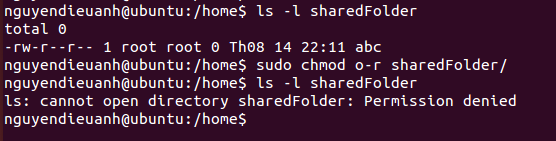 nguyendieuanh@ubuntu:/home$ ls -l sharedFolder
total 0
-rw-r--r-- 1 root root 0 Th08 14 22:11 abc
nguyendieuanh@ubuntu:/home$ sudo chmod o-r sharedFolder/
nguyendieuanh@ubuntu:/home$ ls -l sharedFolder
ls: cannot open directory sharedFolder: Permission denied
nguyendieuanh@ubuntu:/home$